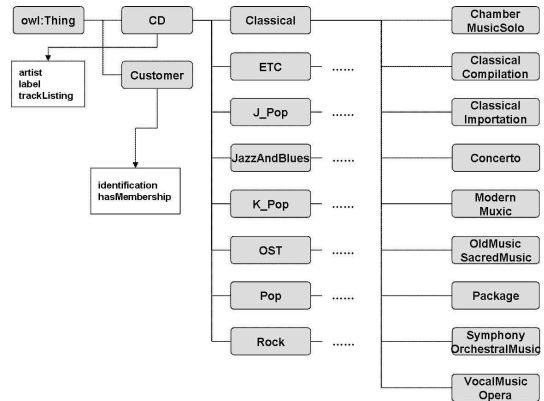 owl:Thing
CD
Classical
Chamber
MusicSolo
artist
label
trackListing
Customer
ETC
......
Classical
Compilation
J_Pop
......
Classical
Importation
JazzAndBlues
......
Concerto
identification
hasMembership
K_Pop
......
Modern
Muxic
OST
......
OldMusic
SacredMusic
Pop
......
Package
Rock
......
Symphony
OrchestralMusic
VocalMusic
Opera